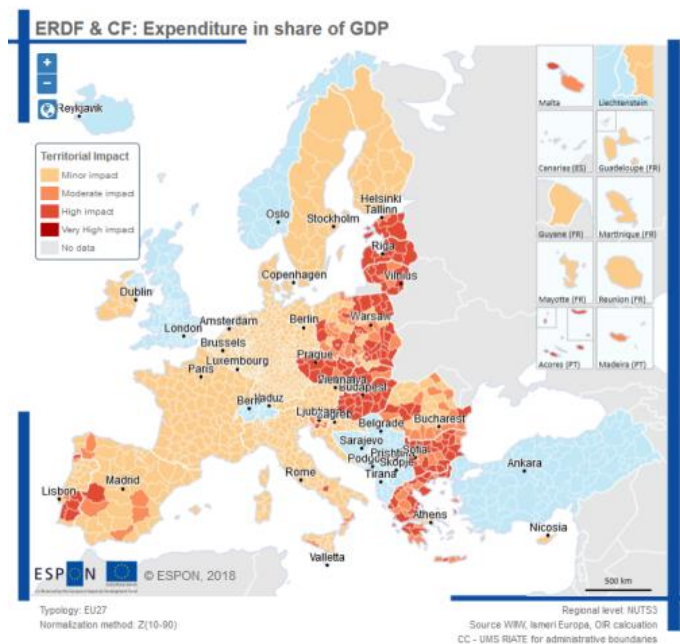 ERDF & CF: Expenditure in share of GDP
+
−
Reykjavik
Malta
Liechtenstein
Territorial Impact
Minor impact
Moderate impact
High impact
Very High impact
No data
Canarias (ES)
Guadeloupe (FR)
Oslo
Helsinki
Tallinn
Stockholm
Riga
Guyane (FR)
Martinique (FR)
Copenhagen
Vilnius
Dublin
Mayotte (FR)
Reunion (FR)
Amsterdam
Berlin
Warsaw
London
Brussels
Prague
Luxembourg
Paris
Acores (PT)
Madeira (PT)
Budapest
Bern
Vaduz
Ljubljana
Zagreb
Belgrade
Bucharest
Sarajevo
Prishtina
Sofia
Skopje
Tirana
Ankara
Madrid
Rome
Lisbon
Athens
Nicosia
Valletta
ESPON
© ESPON, 2018
500 km
Typology: EU27
Normalization method: Z(10-90)
Regional level: NUTS3
Source WIIW, Ismeri Europa, OIR calcuation
CC - UMS RIATE for administrative boundaries